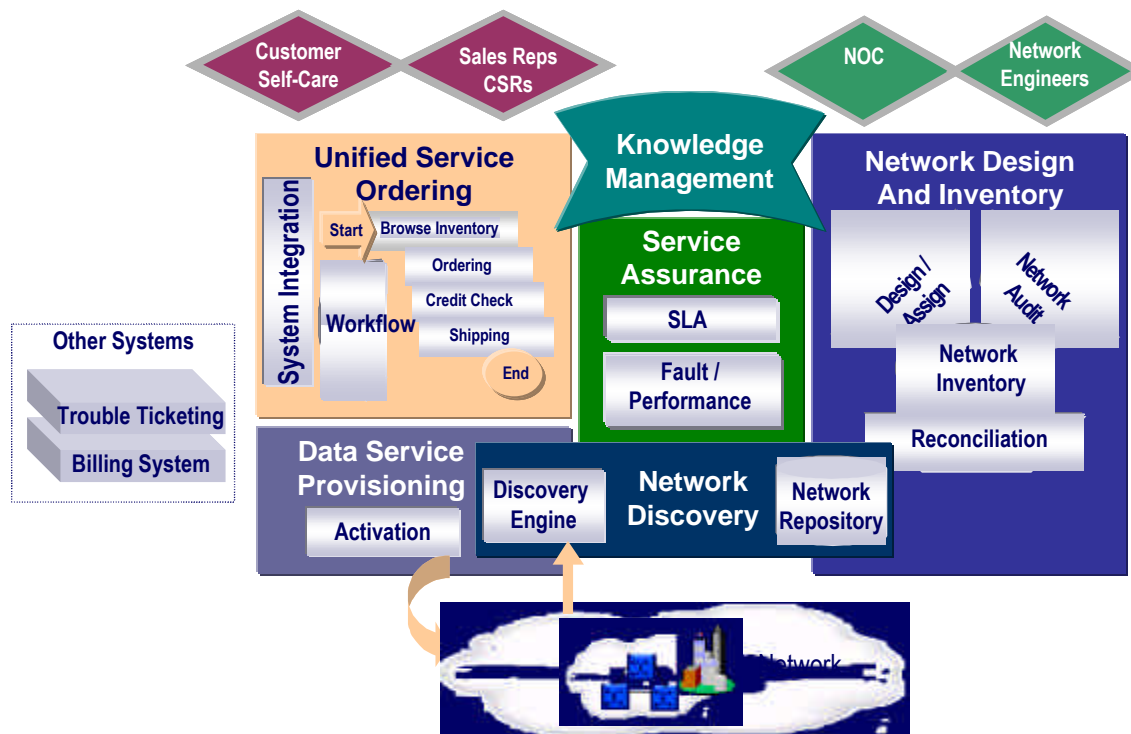 Customer
Self-Care
Sales Reps
CSRs
NOC
Network
Engineers
Knowledge
Management
Unified Service
Ordering
System Integration
Start
Browse Inventory
Ordering
Credit Check
Shipping
End
Workflow
Service
Assurance
SLA
Fault /
Performance
Network Design
And Inventory
Design /
Assign
Network
Audit
Network
Inventory
Reconciliation
Other Systems
Trouble Ticketing
Billing System
Data Service
Provisioning
Activation
Discovery
Engine
Network
Discovery
Network
Repository
Network